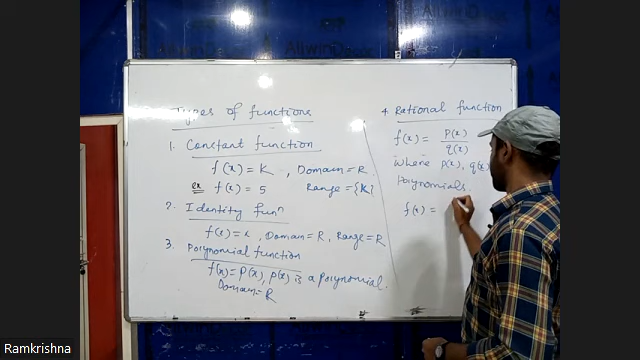 Types of functions
1. Constant function
f(x) = K , Domain = R
ex f(x) = 5 Range = {K}
2. Identity funⁿ
f(x) = x , Domain = R, Range = R
3. Polynomial function
f(x) = P(x), p(x) is a polynomial.
Domain = R
4. Rational function
f(x) = p(x)/q(x)
where p(x), q(x)
Polynomials
f(x) =
Ramkrishna